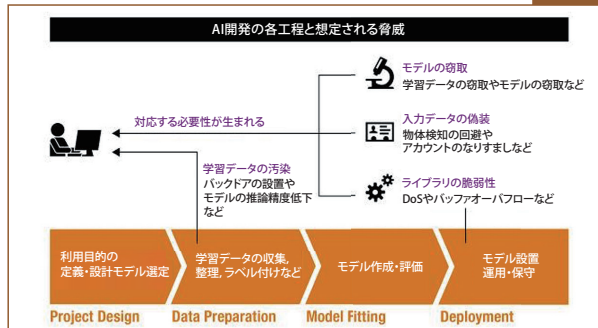 AI開発の各工程と想定される脅威
モデルの窃取
学習データの窃取やモデルの窃取など
対応する必要性が生まれる
入力データの偽装
物体検知の回避や
アカウントのなりすましなど
学習データの汚染
バックドアの設置や
モデルの推論精度低下
など
ライブラリの脆弱性
DoSやバッファオーバフローなど
利用目的の
定義・設計モデル選定
学習データの収集,
整理, ラベル付けなど
モデル作成・評価
モデル設置
運用・保守
Project Design
Data Preparation
Model Fitting
Deployment